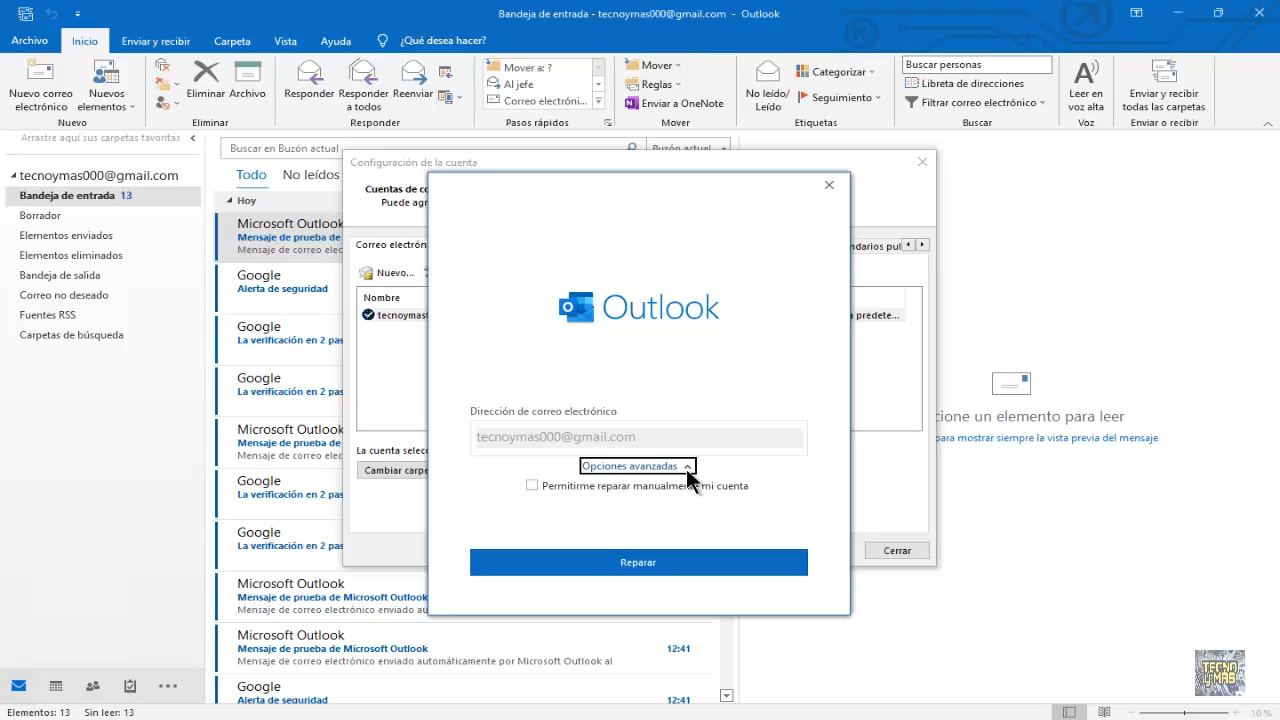 Bandeja de entrada - tecnoymas000@gmail.com - Outlook
Archivo Inicio Enviar y recibir Carpeta Vista Ayuda ¿Qué desea hacer?
Nuevo correo electrónico
Nuevos elementos
Nuevo
Eliminar
Archivo
Eliminar
Responder
Responder a todos
Reenviar
Responder
Mover a: ?
Al jefe
Correo electróni...
Pasos rápidos
Mover
Reglas
Enviar a OneNote
Mover
No leído/ Leído
Categorizar
Seguimiento
Etiquetas
Buscar personas
Libreta de direcciones
Filtrar correo electrónico
Buscar
Leer en voz alta
Voz
Enviar y recibir todas las carpetas
Enviar o recibir
Arrastre aquí sus carpetas favoritas
tecnoymas000@gmail.com
Bandeja de entrada 13
Borrador
Elementos enviados
Elementos eliminados
Bandeja de salida
Correo no deseado
Fuentes RSS
Carpetas de búsqueda
Buscar en Buzón actual
Buzón actual
Todo No leídos
Hoy
Microsoft Outlook
Mensaje de prueba de
Mensaje de correo elec
Google
Alerta de seguridad
Google
La verificación en 2 pas
Google
La verificación en 2 pas
Microsoft Outlook
Mensaje de prueba de
Mensaje de correo elec
Google
La verificación en 2 pas
Google
La verificación en 2 pas
Microsoft Outlook
Mensaje de prueba de Microsoft Outlook
Mensaje de correo electrónico enviado au
Microsoft Outlook
Mensaje de prueba de Microsoft Outlook 12:41
Mensaje de correo electrónico enviado automáticamente por Microsoft Outlook al
Google
Alerta de seguridad 12:41
Configuración de la cuenta
Cuentas de co
Puede agr
Correo electrón
ndarios pul
Nuevo...
Nombre
tecnoymas
a predete...
La cuenta selec
Cambiar carpe
Cerrar
Outlook
Dirección de correo electrónico
tecnoymas000@gmail.com
Opciones avanzadas
Permitirme reparar manualmen mi cuenta
Reparar
cione un elemento para leer
para mostrar siempre la vista previa del mensaje
TECNO
y MAS
Elementos: 13 Sin leer: 13
10 %